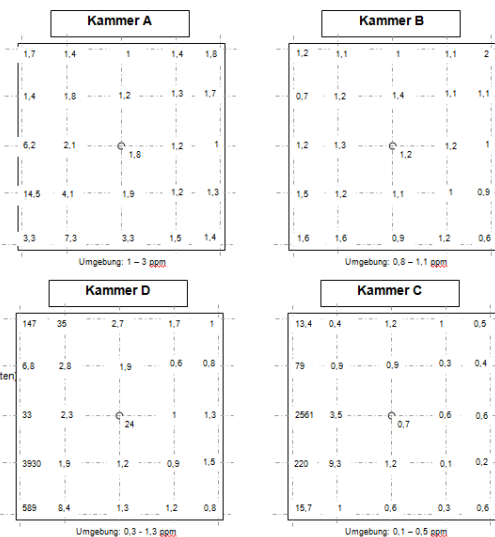 Kammer A
1,7 1,4 1 1,4 1,8
1,4 1,8 1,2 1,3 1,7
6,2 2,1 1,8 1,2 1
14,5 4,1 1,9 1,2 1,3
3,3 7,3 3,3 1,5 1,4
Umgebung: 1 – 3 ppm
Kammer B
1,2 1,1 1 1,1 2
0,7 1,2 1,4 1,1 1,1
1,2 1,3 1,2 1,2 1
1,5 1,2 1,1 1 0,9
1,6 1,6 0,9 1,2 0,6
Umgebung: 0,8 – 1,1 ppm
Kammer D
147 35 2,7 1,7 1
6,8 2,8 1,9 0,6 0,8
ten)
33 2,3 24 1 1,3
3930 1,9 1,2 0,9 1,5
589 8,4 1,3 1,2 0,8
Umgebung: 0,3 - 1,3 ppm
Kammer C
13,4 0,4 1,2 1 0,5
79 0,9 0,9 0,3 0,4
2561 3,5 0,7 0,6 0,6
220 9,3 1,2 0,1 0,2
15,7 1 0,6 0,3 0,6
Umgebung: 0,1 – 0,5 ppm